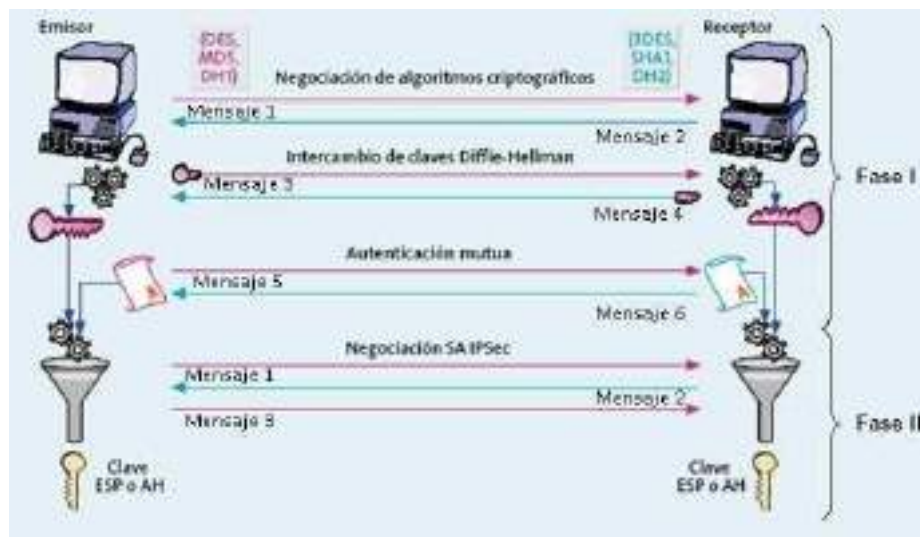 Emisor
Receptor
(DES,
MD5,
DH1)
(3DES,
SHA1,
DH2)
Negociación de algoritmos criptográficos
Mensaje 1
Mensaje 2
Intercambio de claves Diffie-Hellman
Mensaje 3
Mensaje 4
Fase I
Autenticación mutua
Mensaje 5
Mensaje 6
Negociación SA IPSec
Mensaje 1
Mensaje 2
Mensaje 3
Fase II
Clave
ESP o AH
Clave
ESP o AH